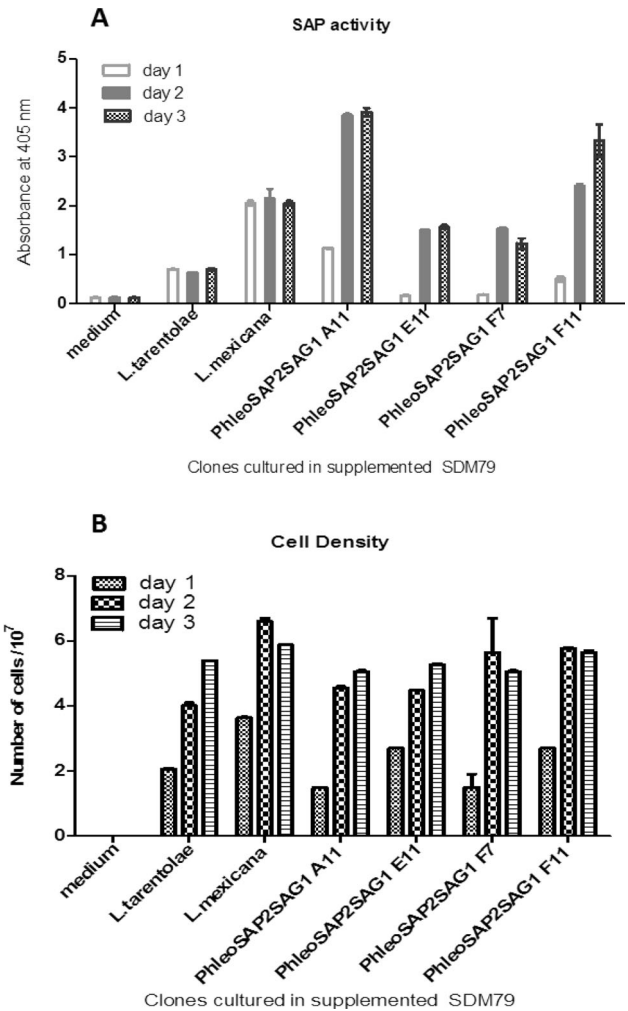 A
SAP activity
day 1
day 2
day 3
Absorbance at 405 nm
5
4
3
2
1
0
medium
L.tarentolae
L.mexicana
PhleoSAP2SAG1 A11
PhleoSAP2SAG1 E11
PhleoSAP2SAG1 F7
PhleoSAP2SAG1 F11
Clones cultured in supplemented SDM79
B
Cell Density
day 1
day 2
day 3
Number of cells/10⁷
8
6
4
2
0
medium
L.tarentolae
L.mexicana
PhleoSAP2SAG1 A11
PhleoSAP2SAG1 E11
PhleoSAP2SAG1 F7
PhleoSAP2SAG1 F11
Clones cultured in supplemented SDM79